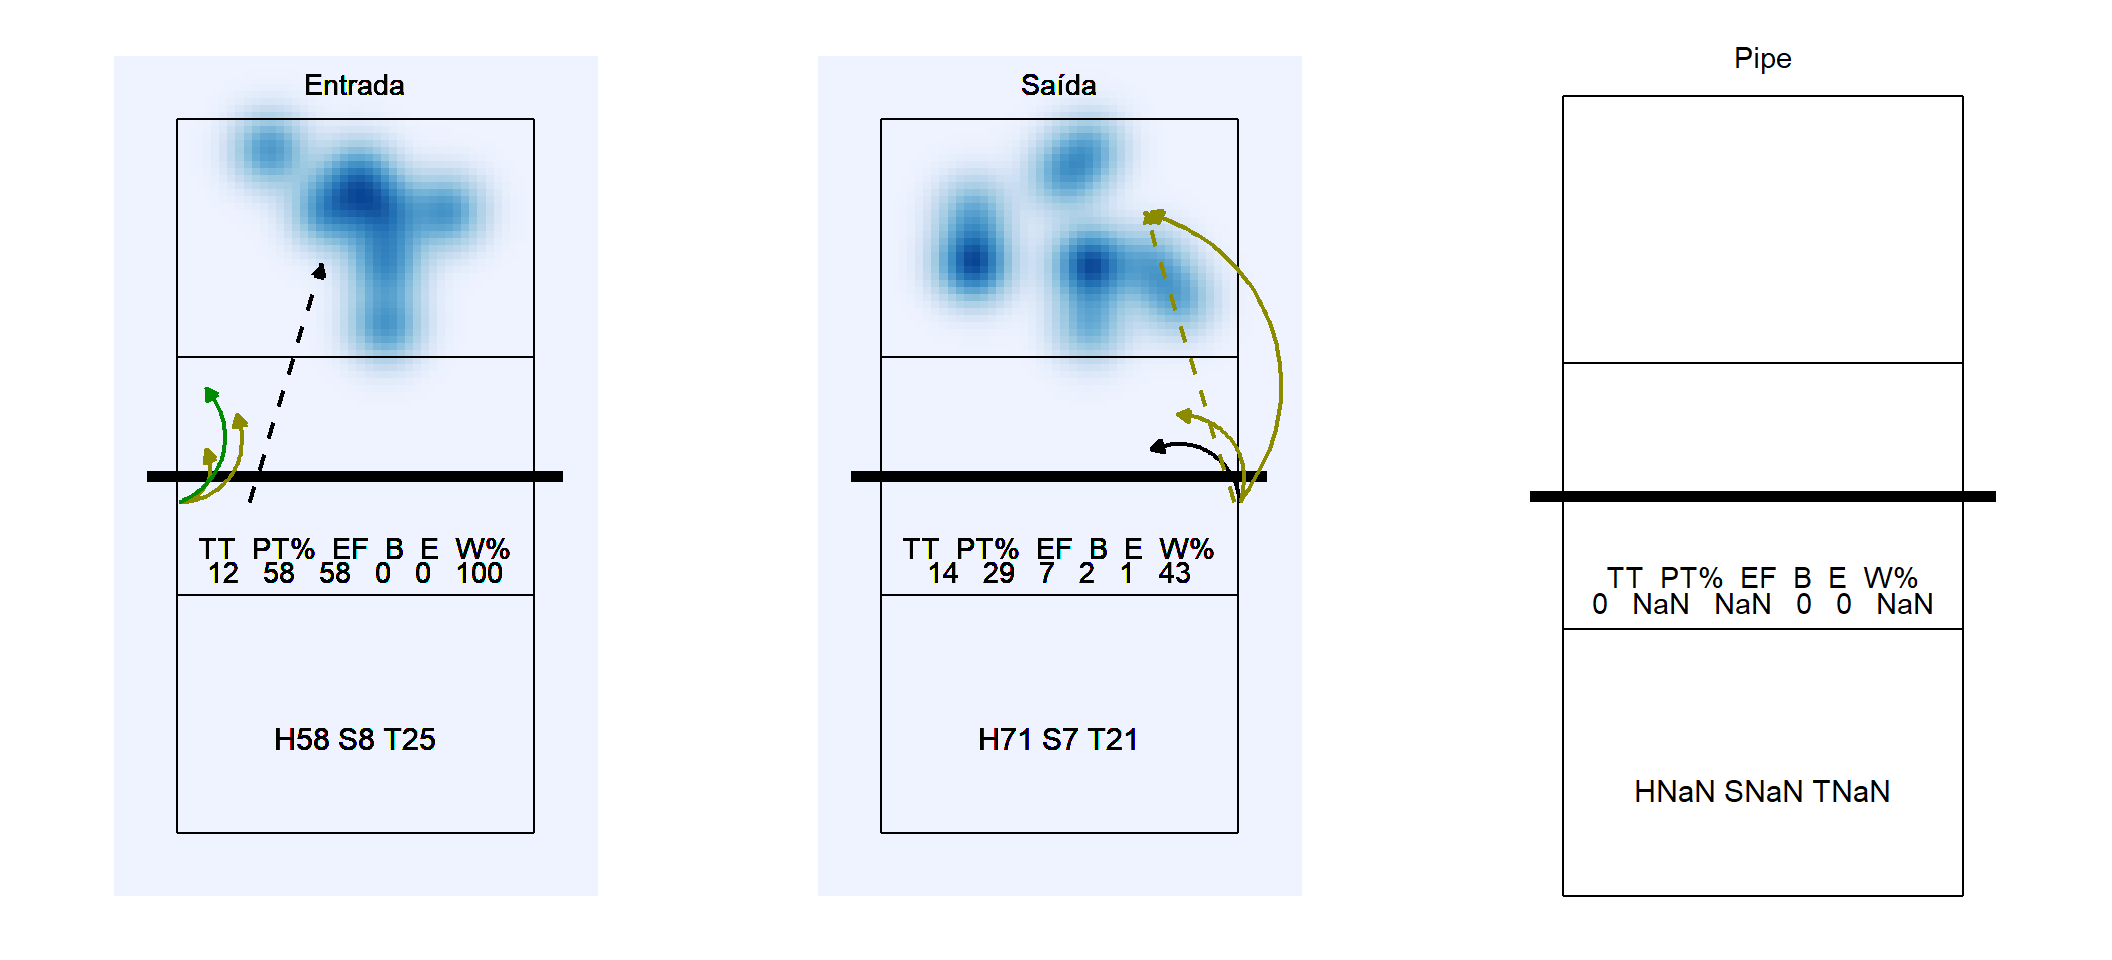 Entrada
TT PT% EF B E W%
12 58 58 0 0 100
H58 S8 T25
Saída
TT PT% EF B E W%
14 29 7 2 1 43
H71 S7 T21
Pipe
TT PT% EF B E W%
0 NaN NaN 0 0 NaN
HNaN SNaN TNaN